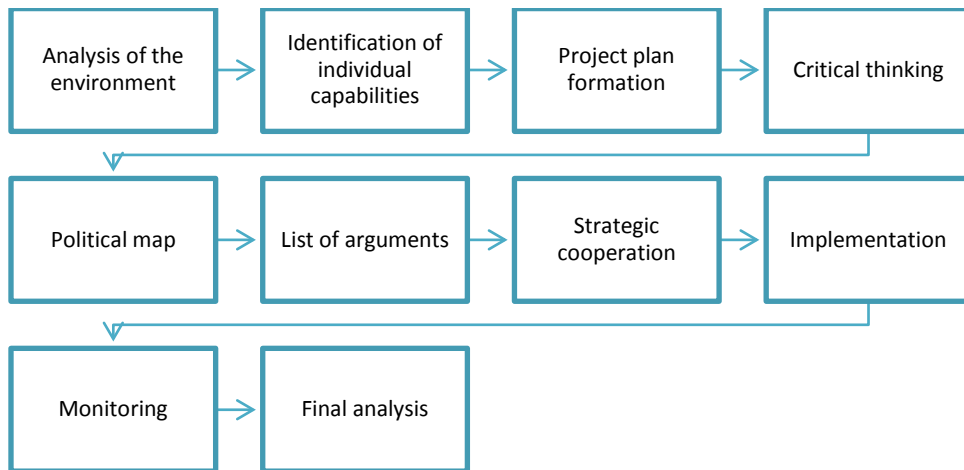 Analysis of the
environment
Identification of
individual
capabilities
Project plan
formation
Critical thinking
Political map
List of arguments
Strategic
cooperation
Implementation
Monitoring
Final analysis